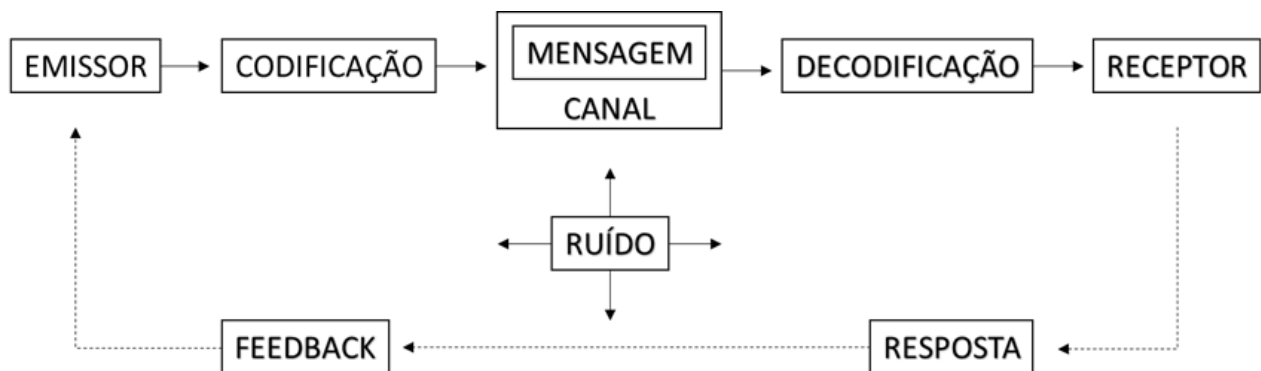 EMISSOR
CODIFICAÇÃO
MENSAGEM
CANAL
DECODIFICAÇÃO
RECEPTOR
RUÍDO
FEEDBACK
RESPOSTA